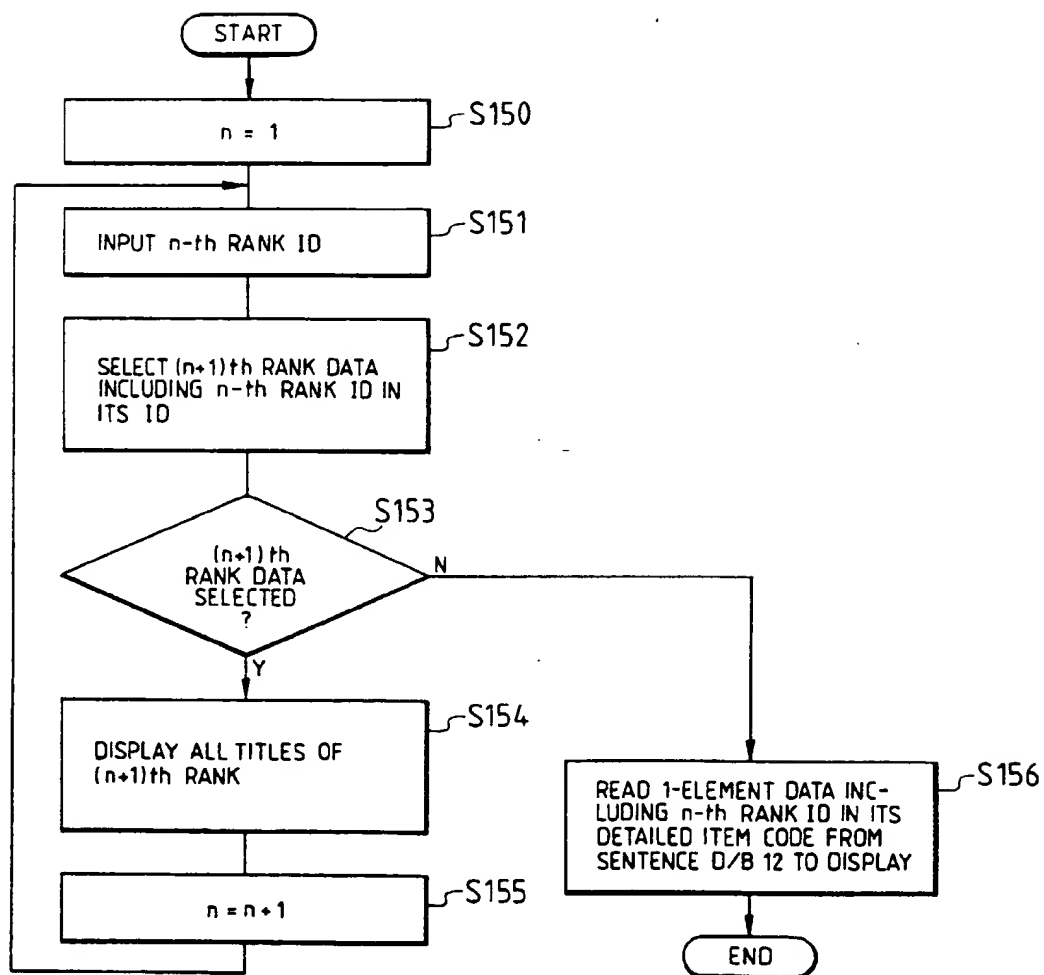 START
n = 1
S150
INPUT n-th RANK ID
S151
SELECT (n+1)th RANK DATA
INCLUDING n-th RANK ID IN
ITS ID
S152
(n+1)th
RANK DATA
SELECTED
?
S153
N
Y
DISPLAY ALL TITLES OF
(n+1)th RANK
S154
READ 1-ELEMENT DATA INC-
LUDING n-th RANK ID IN ITS
DETAILED ITEM CODE FROM
SENTENCE D/B 12 TO DISPLAY
S156
n = n+1
S155
END